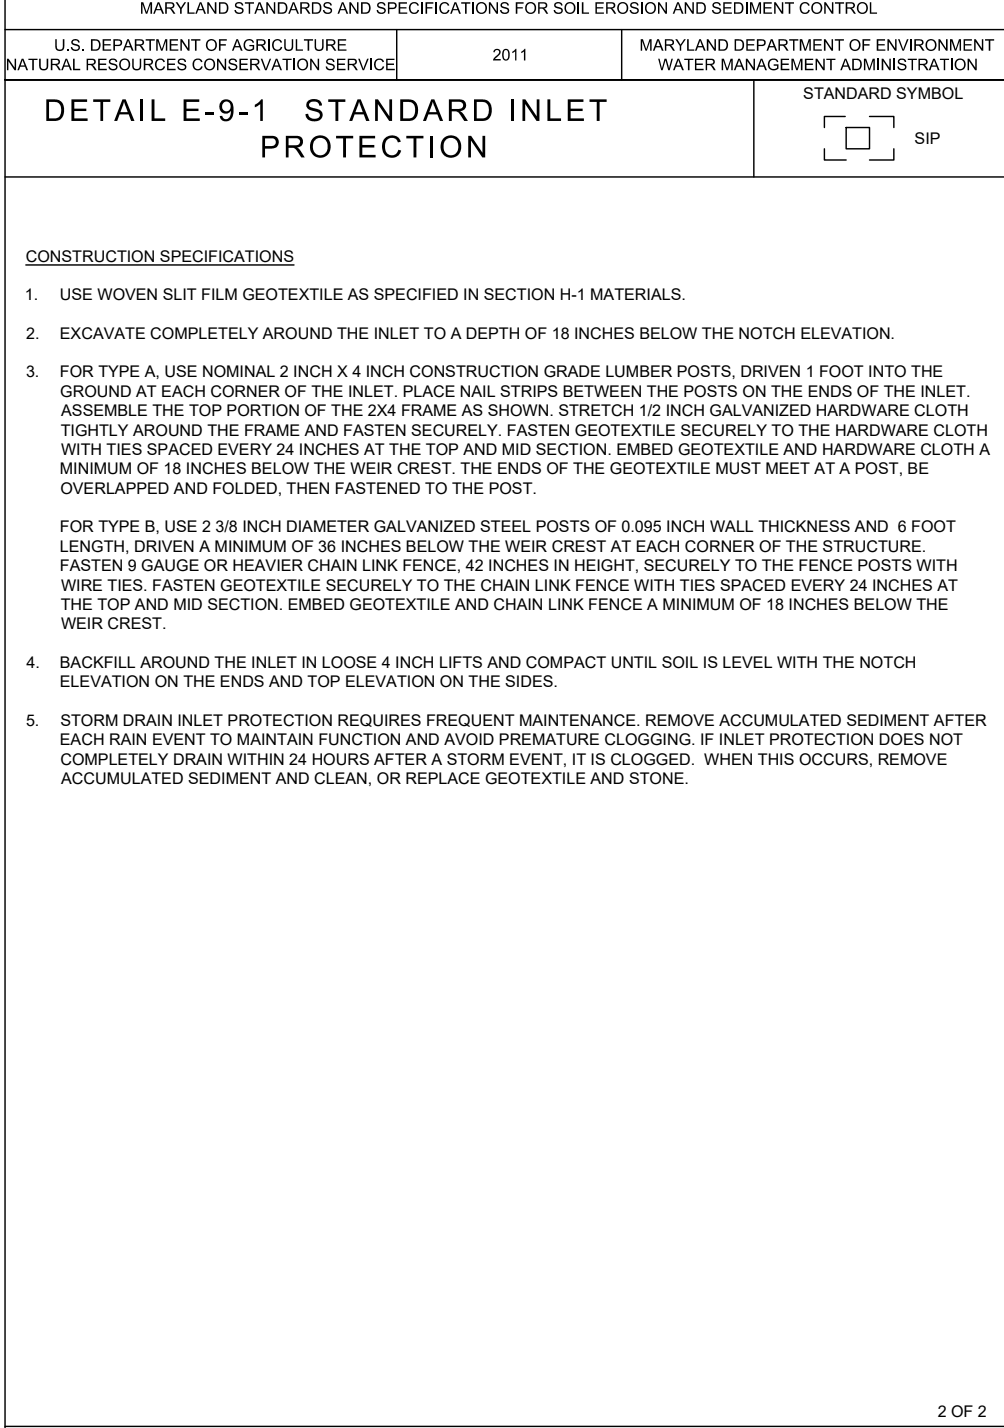 MARYLAND STANDARDS AND SPECIFICATIONS FOR SOIL EROSION AND SEDIMENT CONTROL
U.S. DEPARTMENT OF AGRICULTURE
NATURAL RESOURCES CONSERVATION SERVICE
2011
MARYLAND DEPARTMENT OF ENVIRONMENT
WATER MANAGEMENT ADMINISTRATION
DETAIL E-9-1 STANDARD INLET
PROTECTION
STANDARD SYMBOL
SIP
CONSTRUCTION SPECIFICATIONS
1. USE WOVEN SLIT FILM GEOTEXTILE AS SPECIFIED IN SECTION H-1 MATERIALS.
2. EXCAVATE COMPLETELY AROUND THE INLET TO A DEPTH OF 18 INCHES BELOW THE NOTCH ELEVATION.
3. FOR TYPE A, USE NOMINAL 2 INCH X 4 INCH CONSTRUCTION GRADE LUMBER POSTS, DRIVEN 1 FOOT INTO THE
GROUND AT EACH CORNER OF THE INLET. PLACE NAIL STRIPS BETWEEN THE POSTS ON THE ENDS OF THE INLET.
ASSEMBLE THE TOP PORTION OF THE 2X4 FRAME AS SHOWN. STRETCH 1/2 INCH GALVANIZED HARDWARE CLOTH
TIGHTLY AROUND THE FRAME AND FASTEN SECURELY. FASTEN GEOTEXTILE SECURELY TO THE HARDWARE CLOTH
WITH TIES SPACED EVERY 24 INCHES AT THE TOP AND MID SECTION. EMBED GEOTEXTILE AND HARDWARE CLOTH A
MINIMUM OF 18 INCHES BELOW THE WEIR CREST. THE ENDS OF THE GEOTEXTILE MUST MEET AT A POST, BE
OVERLAPPED AND FOLDED, THEN FASTENED TO THE POST.
FOR TYPE B, USE 2 3/8 INCH DIAMETER GALVANIZED STEEL POSTS OF 0.095 INCH WALL THICKNESS AND 6 FOOT
LENGTH, DRIVEN A MINIMUM OF 36 INCHES BELOW THE WEIR CREST AT EACH CORNER OF THE STRUCTURE.
FASTEN 9 GAUGE OR HEAVIER CHAIN LINK FENCE, 42 INCHES IN HEIGHT, SECURELY TO THE FENCE POSTS WITH
WIRE TIES. FASTEN GEOTEXTILE SECURELY TO THE CHAIN LINK FENCE WITH TIES SPACED EVERY 24 INCHES AT
THE TOP AND MID SECTION. EMBED GEOTEXTILE AND CHAIN LINK FENCE A MINIMUM OF 18 INCHES BELOW THE
WEIR CREST.
4. BACKFILL AROUND THE INLET IN LOOSE 4 INCH LIFTS AND COMPACT UNTIL SOIL IS LEVEL WITH THE NOTCH
ELEVATION ON THE ENDS AND TOP ELEVATION ON THE SIDES.
5. STORM DRAIN INLET PROTECTION REQUIRES FREQUENT MAINTENANCE. REMOVE ACCUMULATED SEDIMENT AFTER
EACH RAIN EVENT TO MAINTAIN FUNCTION AND AVOID PREMATURE CLOGGING. IF INLET PROTECTION DOES NOT
COMPLETELY DRAIN WITHIN 24 HOURS AFTER A STORM EVENT, IT IS CLOGGED. WHEN THIS OCCURS, REMOVE
ACCUMULATED SEDIMENT AND CLEAN, OR REPLACE GEOTEXTILE AND STONE.
2 OF 2